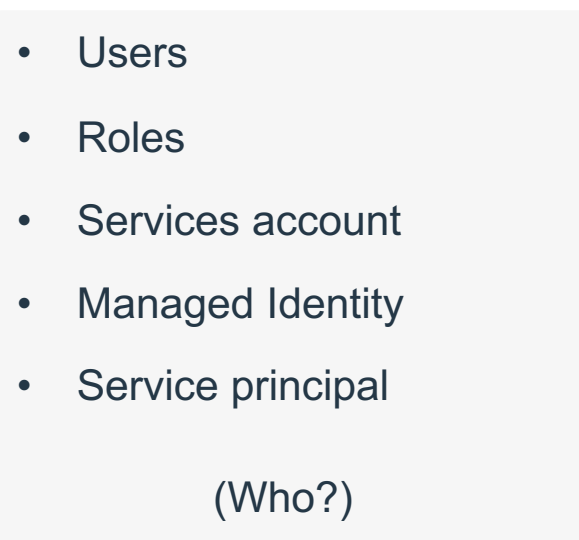 • Users
• Roles
• Services account
• Managed Identity
• Service principal
(Who?)